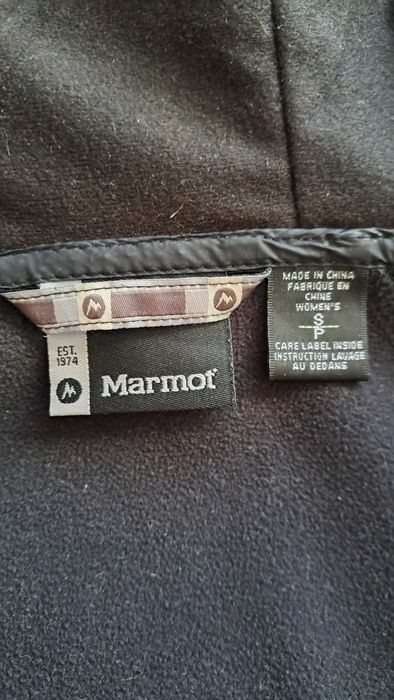 EST.
1974
Marmot
MADE IN CHINA
FABRIQUE EN
CHINE
WOMEN'S
S
P
CARE LABEL INSIDE
INSTRUCTION LAVAGE
AU DEDANS